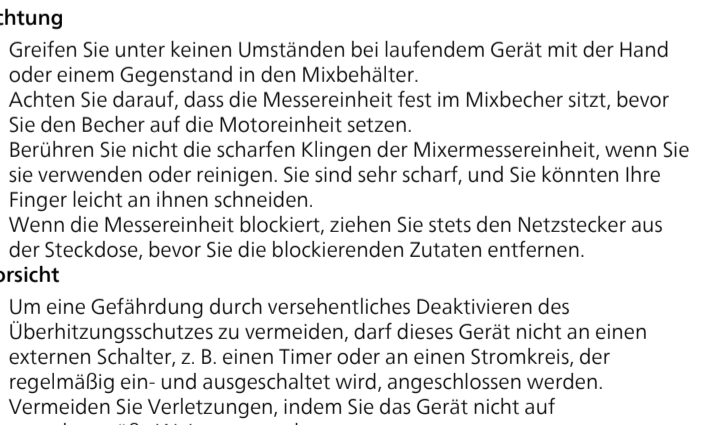 chtung
Greifen Sie unter keinen Umständen bei laufendem Gerät mit der Hand
oder einem Gegenstand in den Mixbehälter.
Achten Sie darauf, dass die Messereinheit fest im Mixbecher sitzt, bevor
Sie den Becher auf die Motoreinheit setzen.
Berühren Sie nicht die scharfen Klingen der Mixermessereinheit, wenn Sie
sie verwenden oder reinigen. Sie sind sehr scharf, und Sie könnten Ihre
Finger leicht an ihnen schneiden.
Wenn die Messereinheit blockiert, ziehen Sie stets den Netzstecker aus
der Steckdose, bevor Sie die blockierenden Zutaten entfernen.
orsicht
Um eine Gefährdung durch versehentliches Deaktivieren des
Überhitzungsschutzes zu vermeiden, darf dieses Gerät nicht an einen
externen Schalter, z. B. einen Timer oder an einen Stromkreis, der
regelmäßig ein- und ausgeschaltet wird, angeschlossen werden.
Vermeiden Sie Verletzungen, indem Sie das Gerät nicht auf